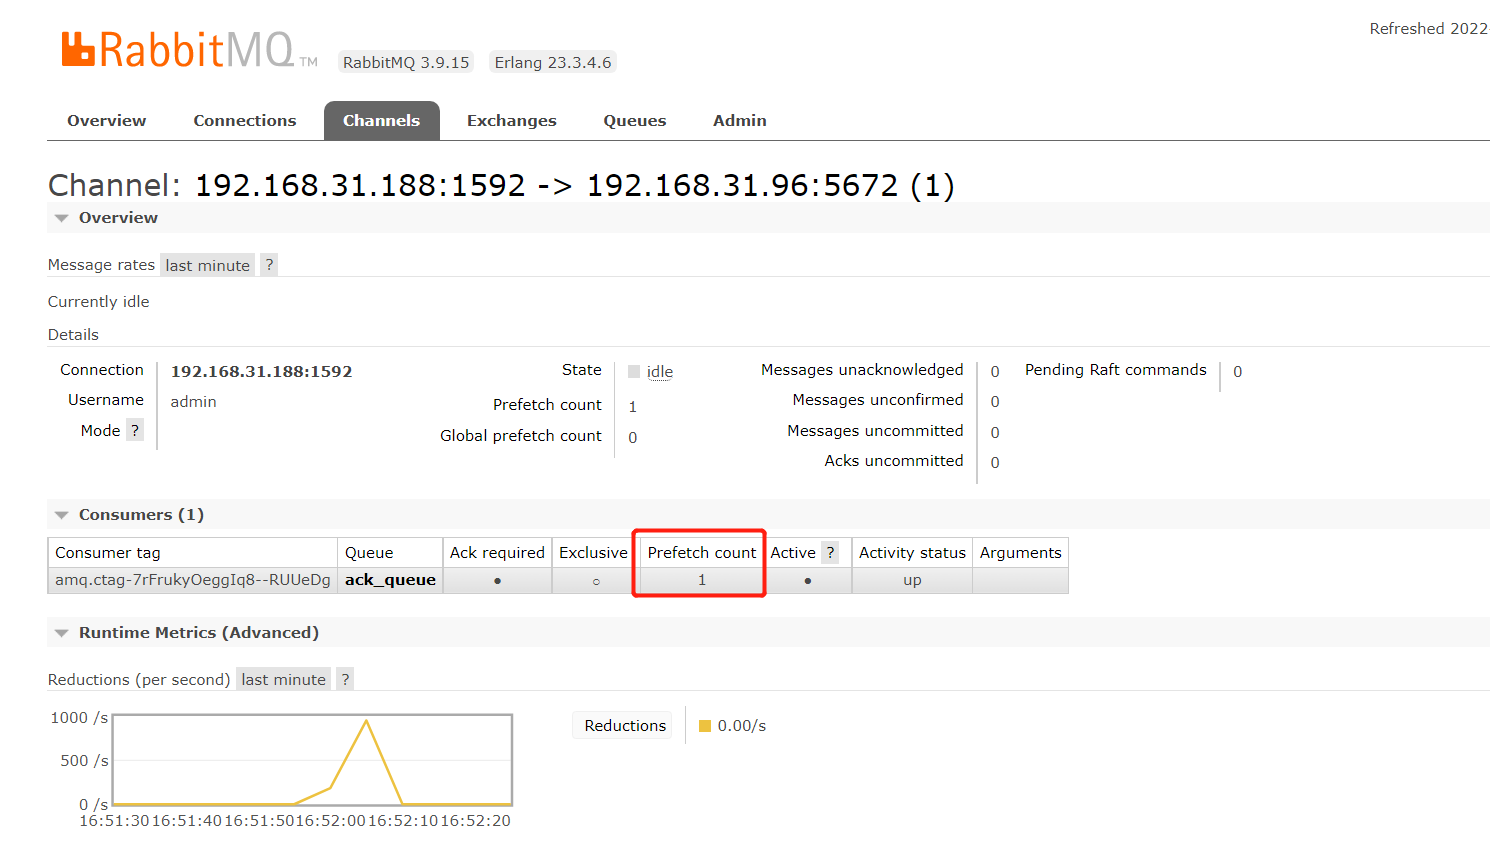 Refreshed 2022
RabbitMQ TM RabbitMQ 3.9.15 Erlang 23.3.4.6
Overview Connections Channels Exchanges Queues Admin
Channel: 192.168.31.188:1592 -> 192.168.31.96:5672 (1)
Overview
Message rates last minute ?
Currently idle
Details
Connection 192.168.31.188:1592 State idle Messages unacknowledged 0 Pending Raft commands 0
Username admin Prefetch count 1 Messages unconfirmed 0
Mode ? Global prefetch count 0 Messages uncommitted 0
Acks uncommitted 0
Consumers (1)
Consumer tag Queue Ack required Exclusive Prefetch count Active ? Activity status Arguments
amq.ctag-7rFrukyOeggIq8--RUUeDg ack_queue ● ○ 1 ● up
Runtime Metrics (Advanced)
Reductions (per second) last minute ?
1000 /s
500 /s
0 /s
16:51:30 16:51:40 16:51:50 16:52:00 16:52:10 16:52:20
Reductions 0.00/s